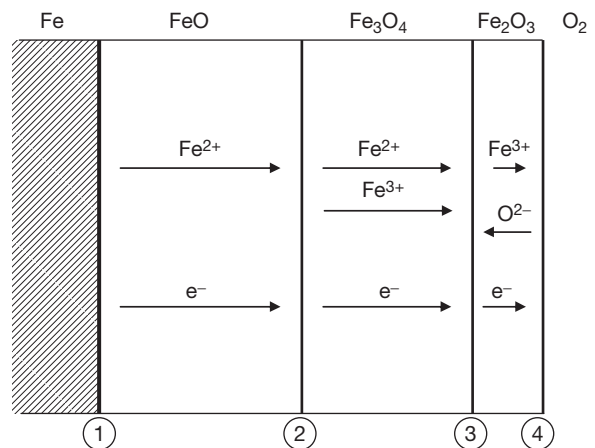 Fe FeO Fe₃O₄ Fe₂O₃ O₂
Fe²⁺ Fe²⁺ Fe³⁺
Fe³⁺
O²⁻
e⁻ e⁻ e⁻
1 2 3 4